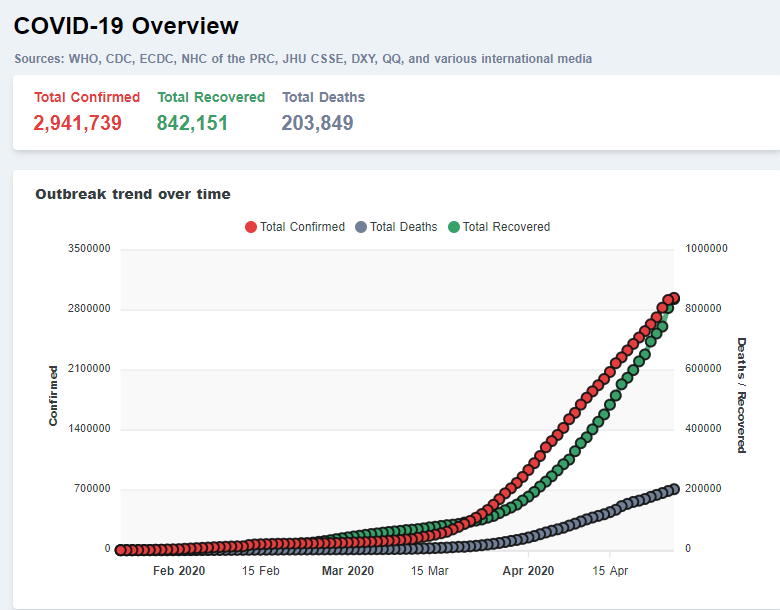 COVID-19 Overview
Sources: WHO, CDC, ECDC, NHC of the PRC, JHU CSSE, DXY, QQ, and various international media
Total Confirmed Total Recovered Total Deaths
2,941,739 842,151 203,849
Outbreak trend over time
Total Confirmed Total Deaths Total Recovered
3500000 1000000
2800000 800000
2100000 600000
Confirmed
Deaths / Recovered
1400000 400000
700000 200000
0 0
Feb 2020 15 Feb Mar 2020 15 Mar Apr 2020 15 Apr